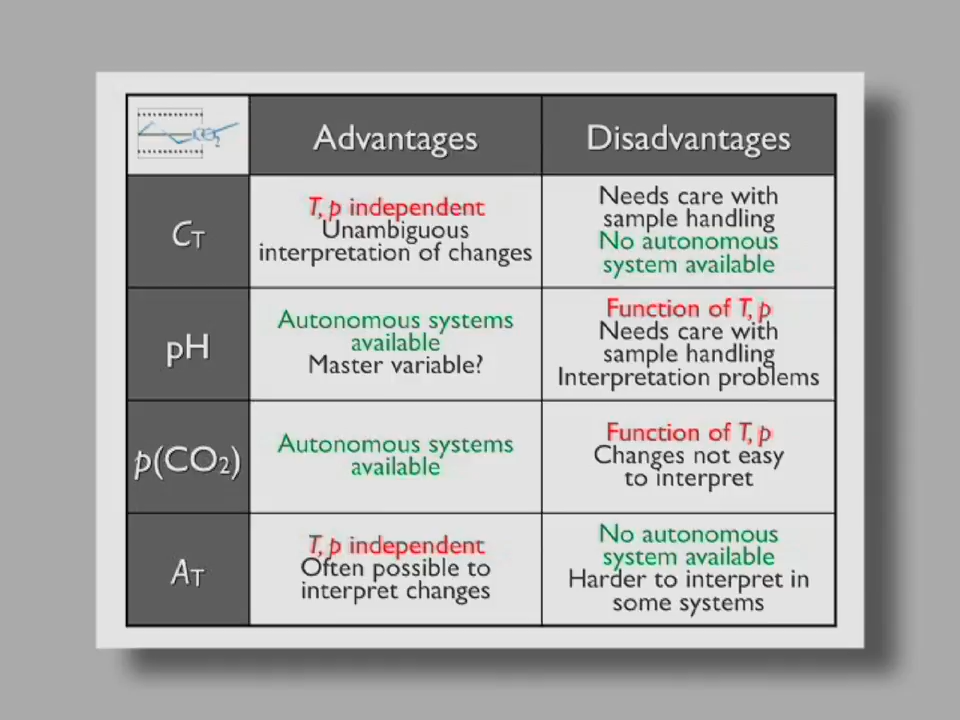 CO2
Advantages
Disadvantages
CT
T, p independent
Unambiguous
interpretation of changes
Needs care with
sample handling
No autonomous
system available
pH
Autonomous systems
available
Master variable?
Function of T, p
Needs care with
sample handling
Interpretation problems
p(CO2)
Autonomous systems
available
Function of T, p
Changes not easy
to interpret
AT
T, p independent
Often possible to
interpret changes
No autonomous
system available
Harder to interpret in
some systems